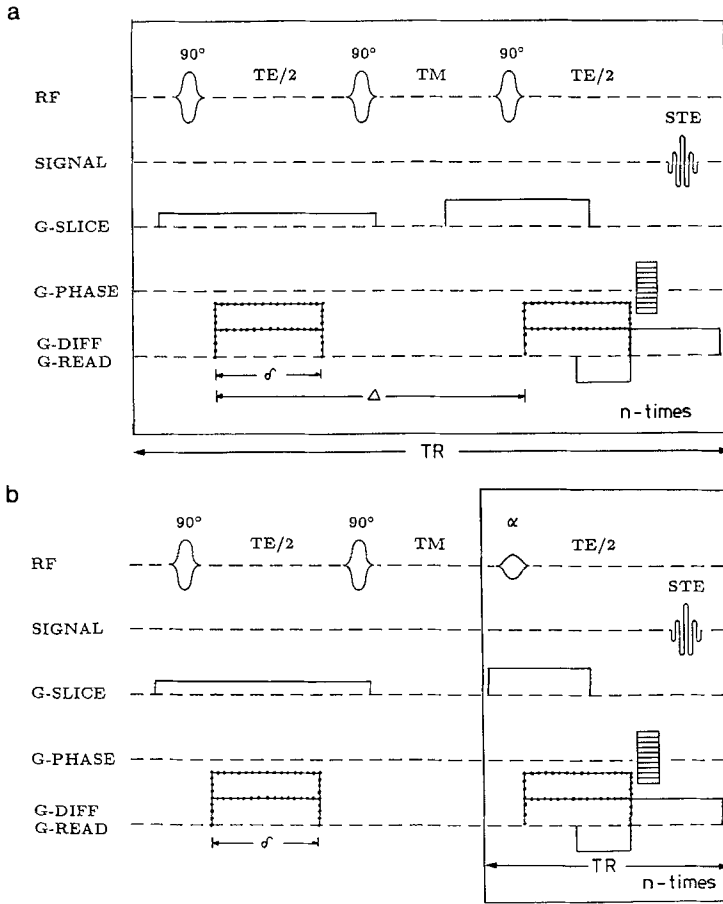 a
90° TE/2 90° TM 90° TE/2
RF
STE
SIGNAL
G-SLICE
G-PHASE
G-DIFF
G-READ
δ
Δ
n-times
TR
b
90° TE/2 90° TM α TE/2
RF
STE
SIGNAL
G-SLICE
G-PHASE
G-DIFF
G-READ
δ
TR
n-times